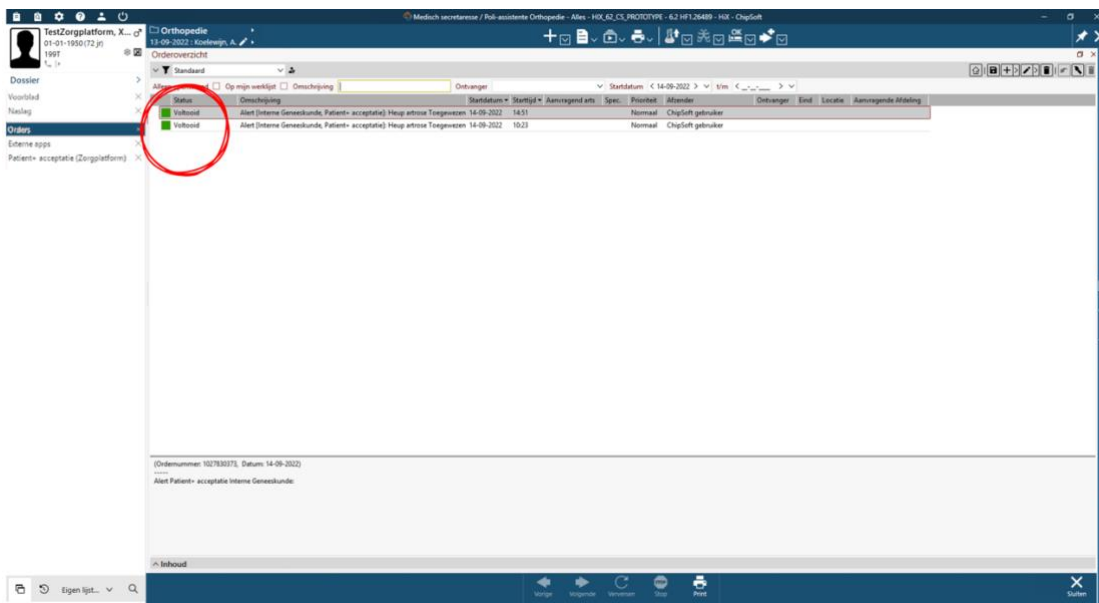 Medisch secretaresse / Poli-assistente Orthopedie - Alles - HIX_62_CS_PROTOTYPE - 6.2 HF1.26489 - HiX - ChipSoft
TestZorgplatform, X...
01-01-1950 (72 jr)
199T
Orthopedie
13-09-2022 : Koelewijn, A.
Orderoverzicht
Standaard
Op mijn werklijst Omschrijving Ontvanger Startdatum < 14-09-2022 > t/m
Status Omschrijving Startdatum Starttijd Aanvragend arts Spec. Prioriteit Afzender Ontvanger Eind Locatie Aanvragende Afdeling
Voltooid Alert [Interne Geneeskunde, Patient+ acceptatie]: Heup artrose Toegewezen 14-09-2022 14:51 Normaal ChipSoft gebruiker
Voltooid Alert [Interne Geneeskunde, Patient+ acceptatie]: Heup artrose Toegewezen 14-09-2022 10:23 Normaal ChipSoft gebruiker
Dossier
Voorblad
Naslag
Orders
Externe apps
Patient+ acceptatie (Zorgplatform)
(Ordernummer: 1027830373, Datum: 14-09-2022)
------
Alert Patient+ acceptatie Interne Geneeskunde:
Inhoud
Eigen lijst...
Vorige Volgende Verversen Stop Print Sluiten